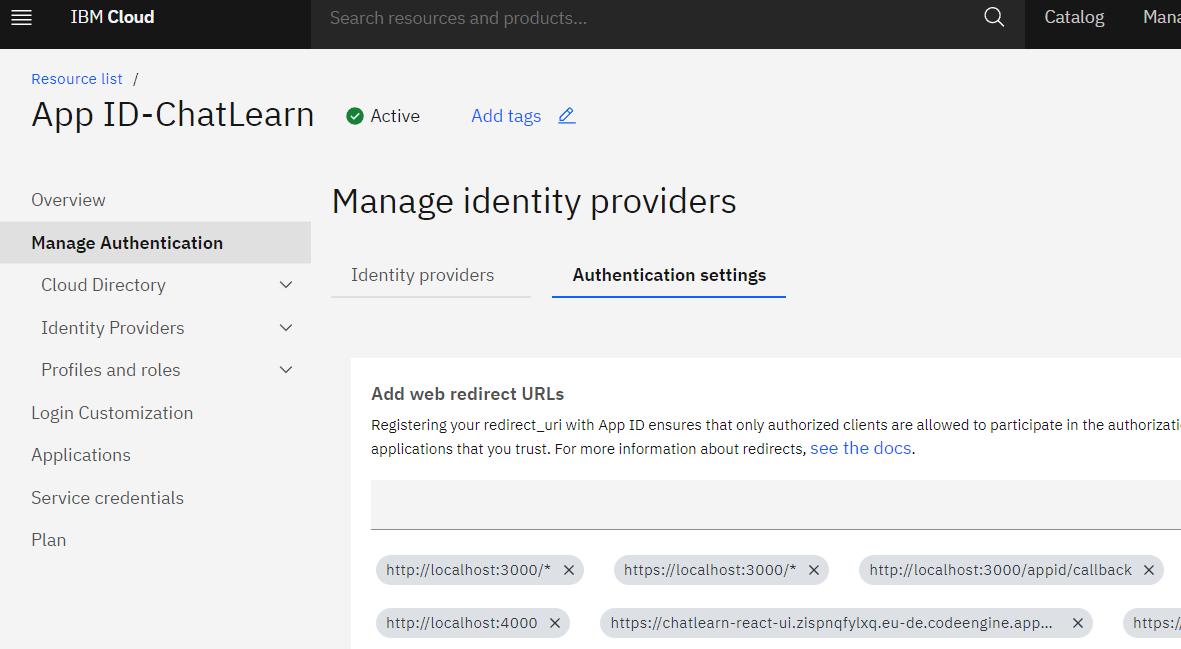 IBM Cloud
Search resources and products...
Catalog
Resource list /
App ID-ChatLearn
Active
Add tags
Overview
Manage Authentication
Cloud Directory
Identity Providers
Profiles and roles
Login Customization
Applications
Service credentials
Plan
Manage identity providers
Identity providers
Authentication settings
Add web redirect URLs
Registering your redirect_uri with App ID ensures that only authorized clients are allowed to participate in the
applications that you trust. For more information about redirects, see the docs.
http://localhost:3000/* https://localhost:3000/* http://localhost:3000/appid/callback
http://localhost:4000 https://chatlearn-react-ui.zispnqfylxq.eu-de.codeengine.app...